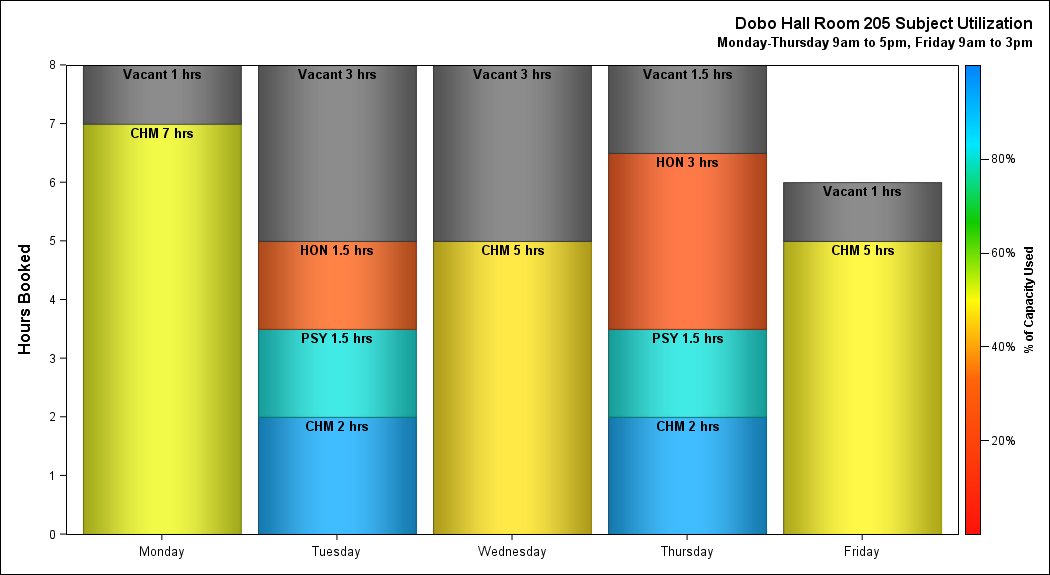 Dobo Hall Room 205 Subject Utilization
Monday-Thursday 9am to 5pm, Friday 9am to 3pm
Hours Booked
8
7
6
5
4
3
2
1
0
Vacant 1 hrs
CHM 7 hrs
Vacant 3 hrs
HON 1.5 hrs
PSY 1.5 hrs
CHM 2 hrs
Vacant 3 hrs
CHM 5 hrs
Vacant 1.5 hrs
HON 3 hrs
PSY 1.5 hrs
CHM 2 hrs
Vacant 1 hrs
CHM 5 hrs
Monday
Tuesday
Wednesday
Thursday
Friday
80%
60%
40%
20%
% of Capacity Used